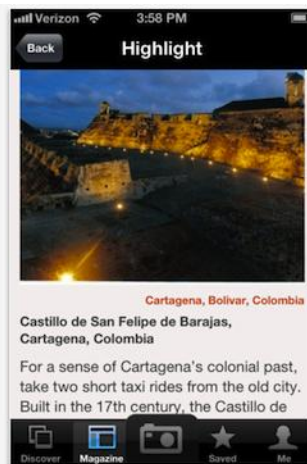 Verizon 3:58 PM
Back Highlight
Cartagena, Bolivar, Colombia
Castillo de San Felipe de Barajas,
Cartagena, Colombia
For a sense of Cartagena's colonial past,
take two short taxi rides from the old city.
Built in the 17th century, the Castillo de
Discover Magazine Saved Me